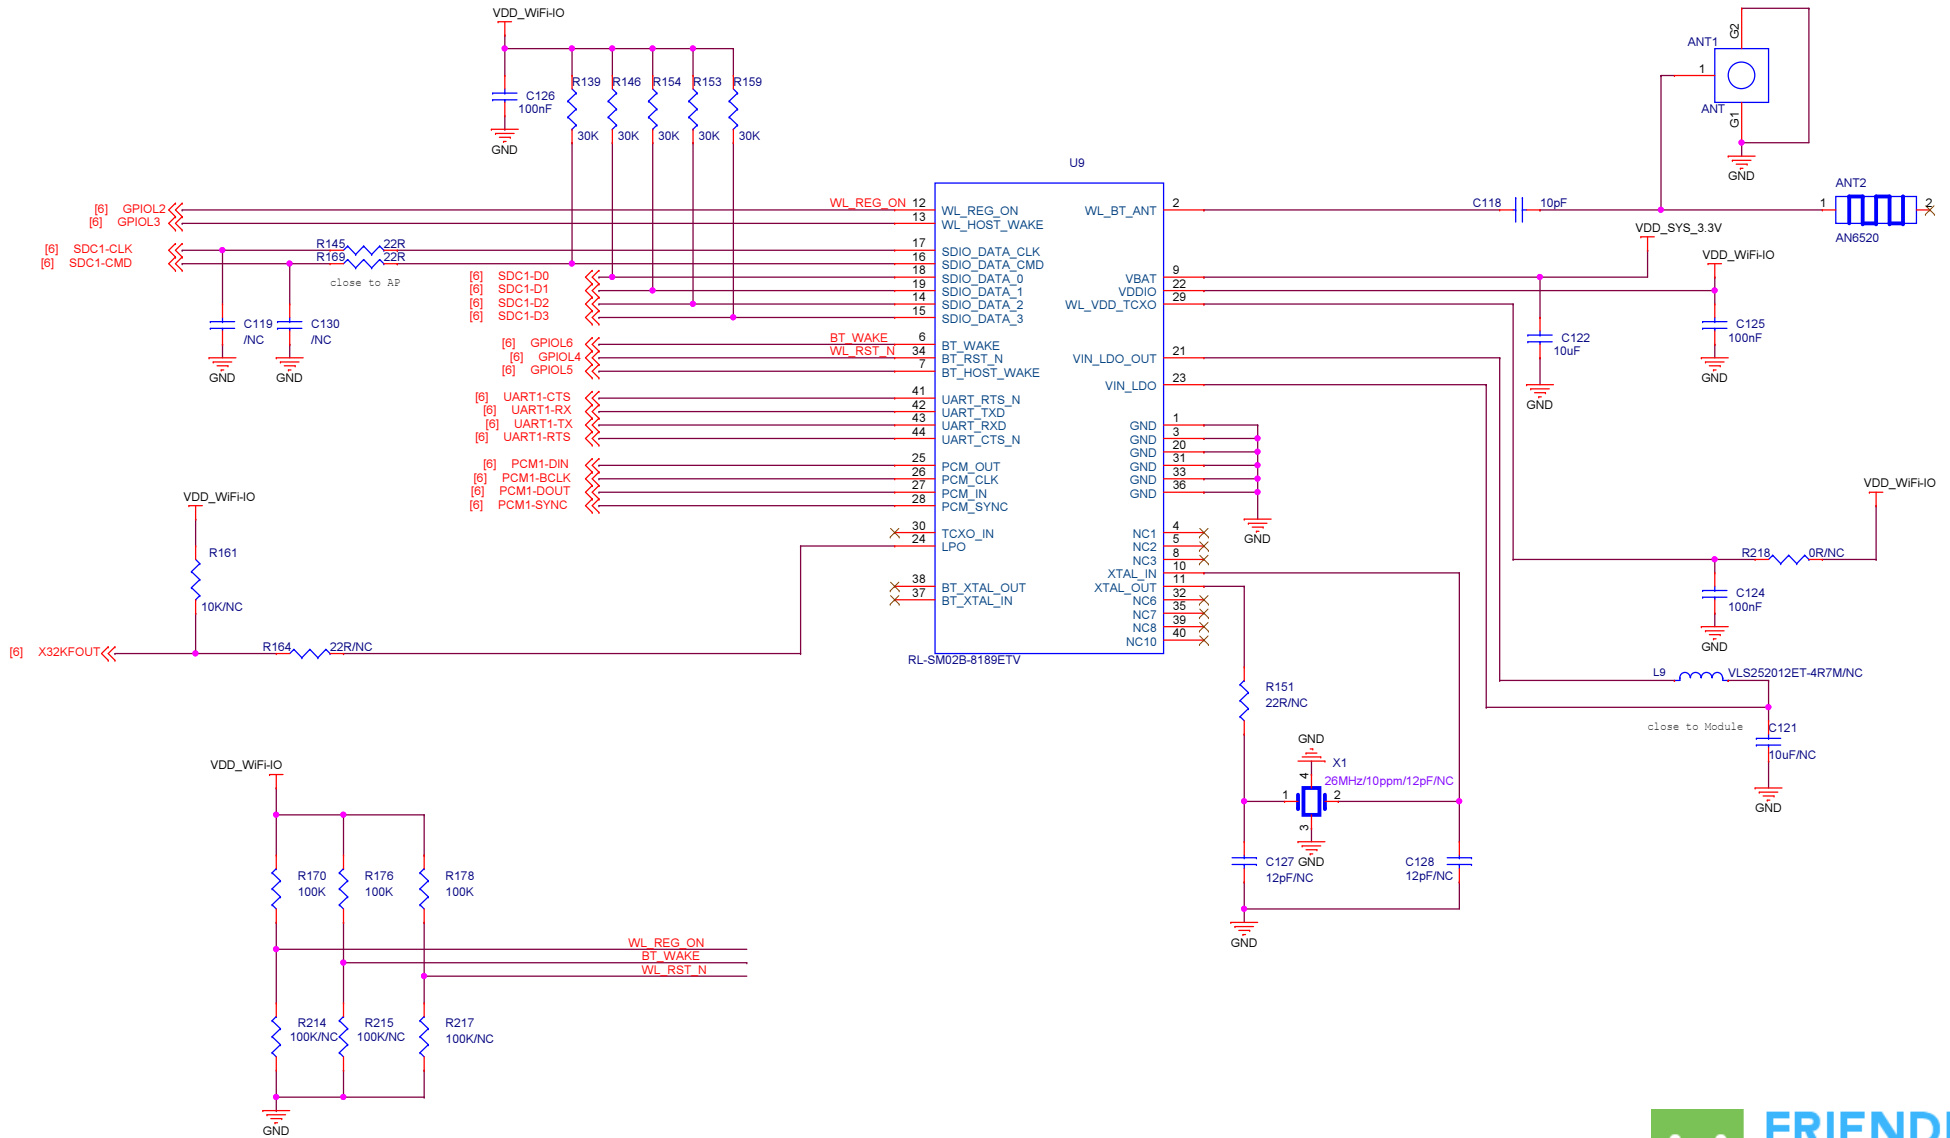 VDD_WiFi-IO
C126
100nF
GND
R139
R146
R154
R153
R159
30K
30K
30K
30K
30K
ANT1
G2
1
ANT
G1
GND
U9
[6] GPIOL2
[6] GPIOL3
WL_REG_ON
12
13
WL_REG_ON
WL_HOST_WAKE
[6] SDC1-CLK
[6] SDC1-CMD
R145
22R
R169
22R
close to AP
17
16
18
19
14
15
SDIO_DATA_CLK
SDIO_DATA_CMD
SDIO_DATA_0
SDIO_DATA_1
SDIO_DATA_2
SDIO_DATA_3
[6] SDC1-D0
[6] SDC1-D1
[6] SDC1-D2
[6] SDC1-D3
C119
/NC
GND
C130
/NC
GND
[6] GPIOL6
[6] GPIOL4
[6] GPIOL5
BT_WAKE
WL_RST_N
6
34
7
BT_WAKE
BT_RST_N
BT_HOST_WAKE
[6] UART1-CTS
[6] UART1-RX
[6] UART1-TX
[6] UART1-RTS
41
42
43
44
UART_RTS_N
UART_TXD
UART_RXD
UART_CTS_N
[6] PCM1-DIN
[6] PCM1-BCLK
[6] PCM1-DOUT
[6] PCM1-SYNC
25
26
27
28
PCM_OUT
PCM_CLK
PCM_IN
PCM_SYNC
30
24
TCXO_IN
LPO
38
37
BT_XTAL_OUT
BT_XTAL_IN
RL-SM02B-8189ETV
WL_BT_ANT
2
C118
10pF
ANT2
1
2
AN6520
VDD_SYS_3.3V
VDD_WiFi-IO
VBAT
VDDIO
WL_VDD_TCXO
9
22
29
C122
10uF
GND
C125
100nF
GND
VIN_LDO_OUT
21
VIN_LDO
23
GND
GND
GND
GND
GND
GND
1
3
20
31
33
36
GND
NC1
NC2
NC3
XTAL_IN
XTAL_OUT
NC6
NC7
NC8
NC10
4
5
8
10
11
32
35
39
40
VDD_WiFi-IO
R218
0R/NC
C124
100nF
GND
L9
VLS252012ET-4R7M/NC
close to Module
C121
10uF/NC
GND
VDD_WiFi-IO
R161
10K/NC
[6] X32KFOUT
R164
22R/NC
R151
22R/NC
GND
X1
26MHz/10ppm/12pF/NC
4
1
2
3
GND
C127
12pF/NC
C128
12pF/NC
GND
VDD_WiFi-IO
R170
100K
R176
100K
R178
100K
WL_REG_ON
BT_WAKE
WL_RST_N
R214
100K/NC
R215
100K/NC
R217
100K/NC
GND